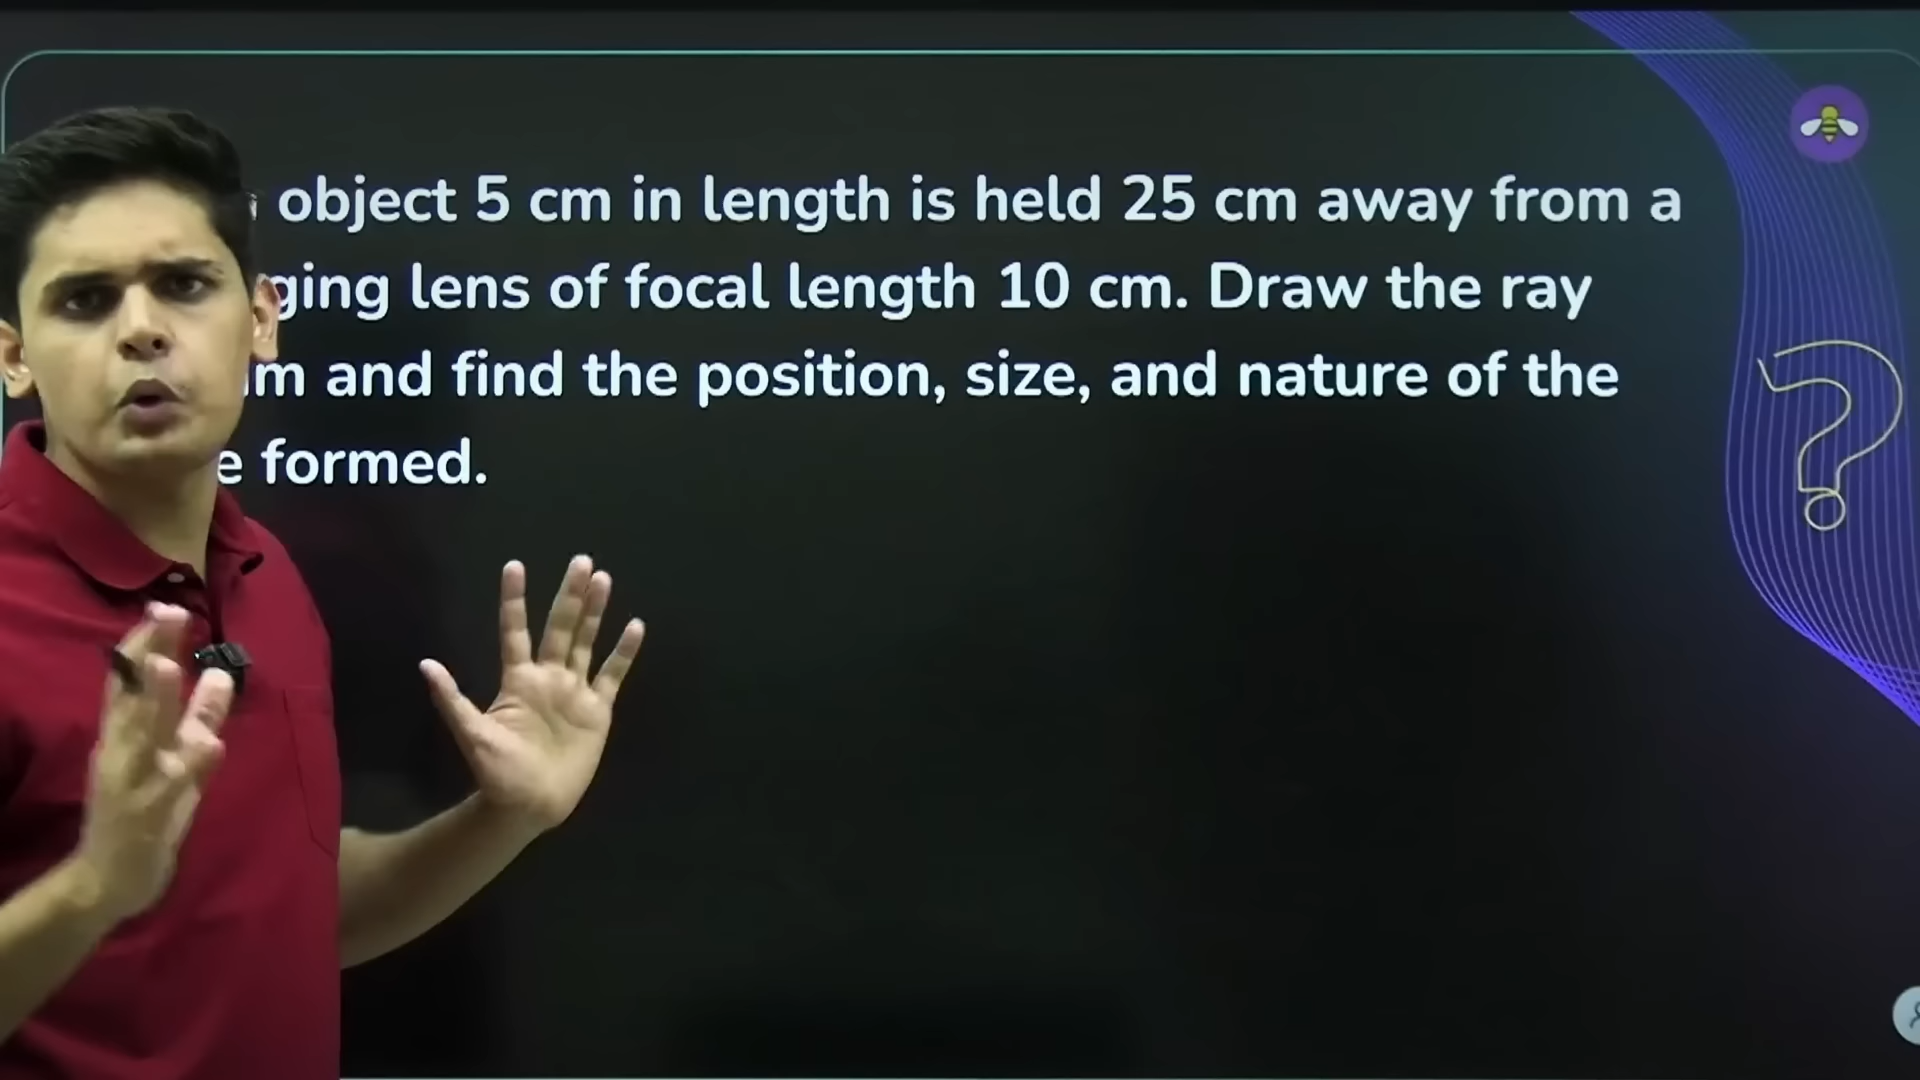 object 5 cm in length is held 25 cm away from a
ging lens of focal length 10 cm. Draw the ray
m and find the position, size, and nature of the
e formed.